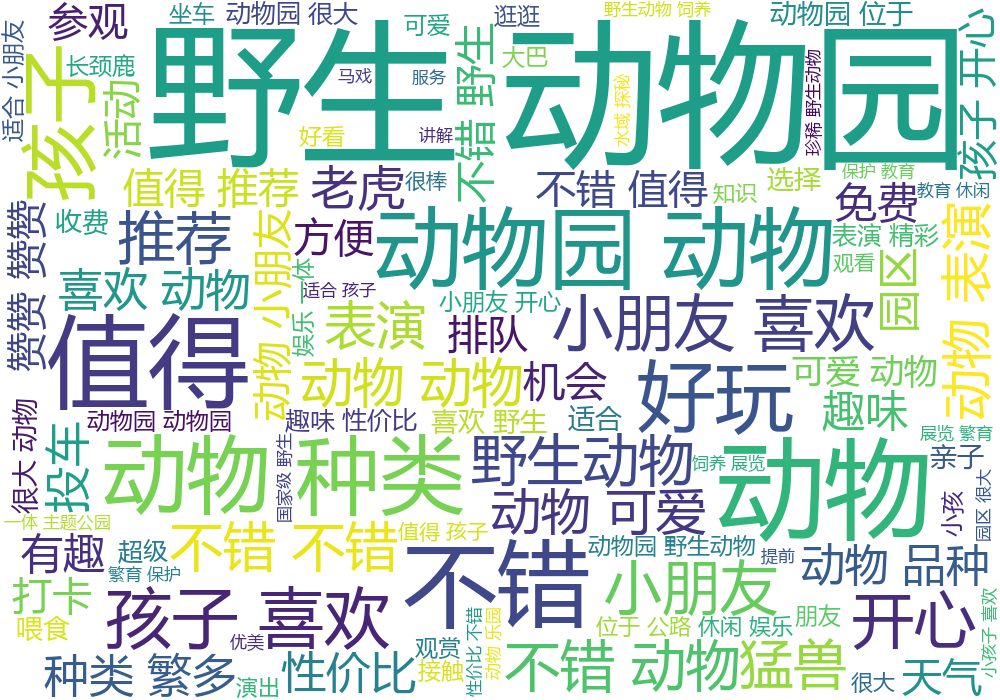 适合 小朋友
参观
坐车
动物园 很大
可爱
逛逛
野生动物 饲养
动物园 位于
孩子 开心
长颈鹿
孩子
活动
野生动物园
马戏
服务
大巴
不错 野生
好看
讲解
水域 探秘
珍稀 野生动物
值得 推荐
老虎
很棒
不错 值得
知识
选择
保护 教育
教育 休闲
免费
赞赞 赞赞
收费
推荐
动物 小朋友
方便
动物园 动物
表演 精彩
观看
园区
动物 表演
喜欢 动物
娱乐 一体
适合 孩子
表演
小朋友 开心
排队
小朋友 喜欢
值得
动物 动物
机会
好玩
可爱 动物
趣味
很大 动物
投车
动物园 动物园
趣味 性价比
喜欢 野生
适合
展览 繁育
亲子
动物
种类
国家级 野生
野生动物
饲养 展览
动物
小孩
园区 很大
一体 主题公园
有趣
超级
不错 不错
值得 孩子
动物 可爱
不错
动物园 野生动物
提前
动物 品种
繁育 保护
打卡
喂食
孩子 喜欢
优美
观赏
接触
性价比 不错
动物 乐园
小朋友
位于 公路
休闲 娱乐
朋友
开心
小孩子 喜欢
种类 繁多
演出
性价比
不错 动物
猛兽
很大
天气